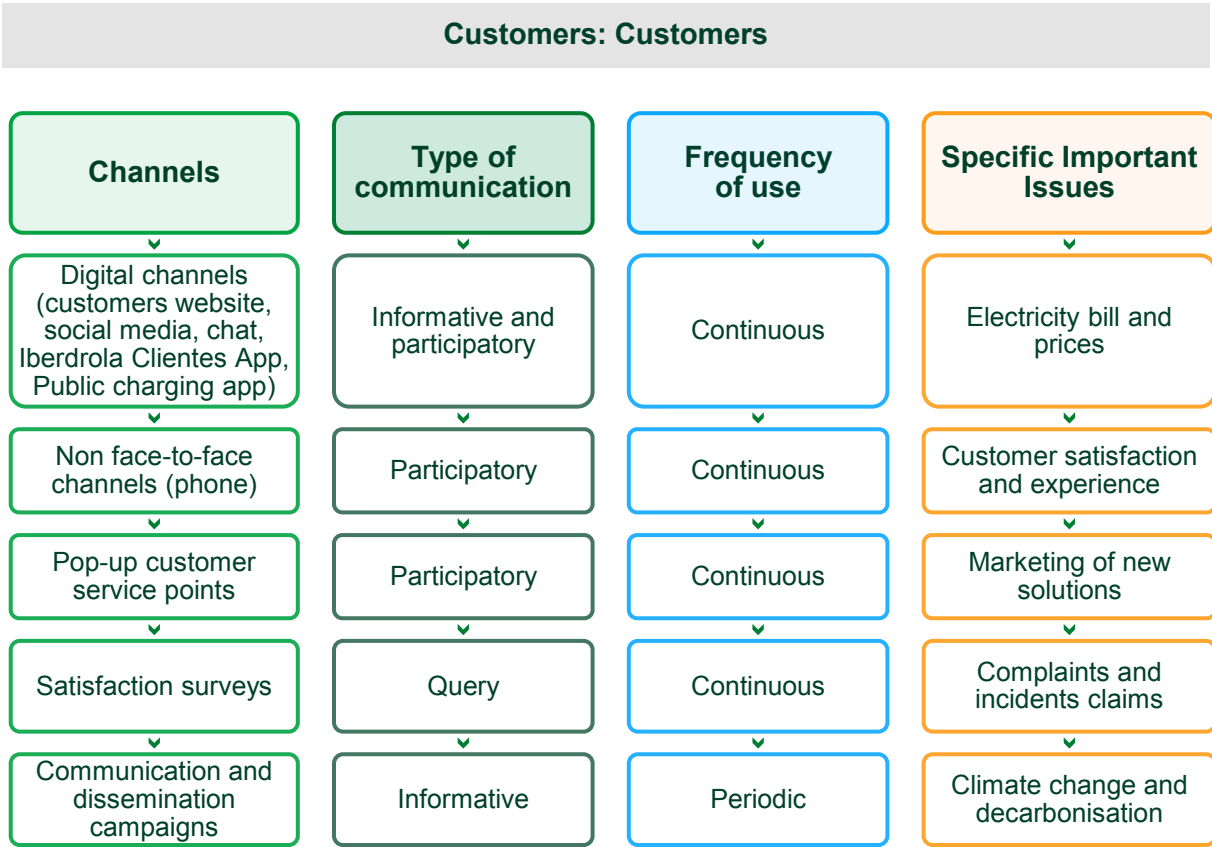 Customers: Customers
Channels
Type of
communication
Frequency
of use
Specific Important
Issues
Digital channels
(customers website,
social media, chat,
Iberdrola Clientes App,
Public charging app)
Informative and
participatory
Continuous
Electricity bill and
prices
Non face-to-face
channels (phone)
Participatory
Continuous
Customer satisfaction
and experience
Pop-up customer
service points
Participatory
Continuous
Marketing of new
solutions
Satisfaction surveys
Query
Continuous
Complaints and
incidents claims
Communication and
dissemination
campaigns
Informative
Periodic
Climate change and
decarbonisation